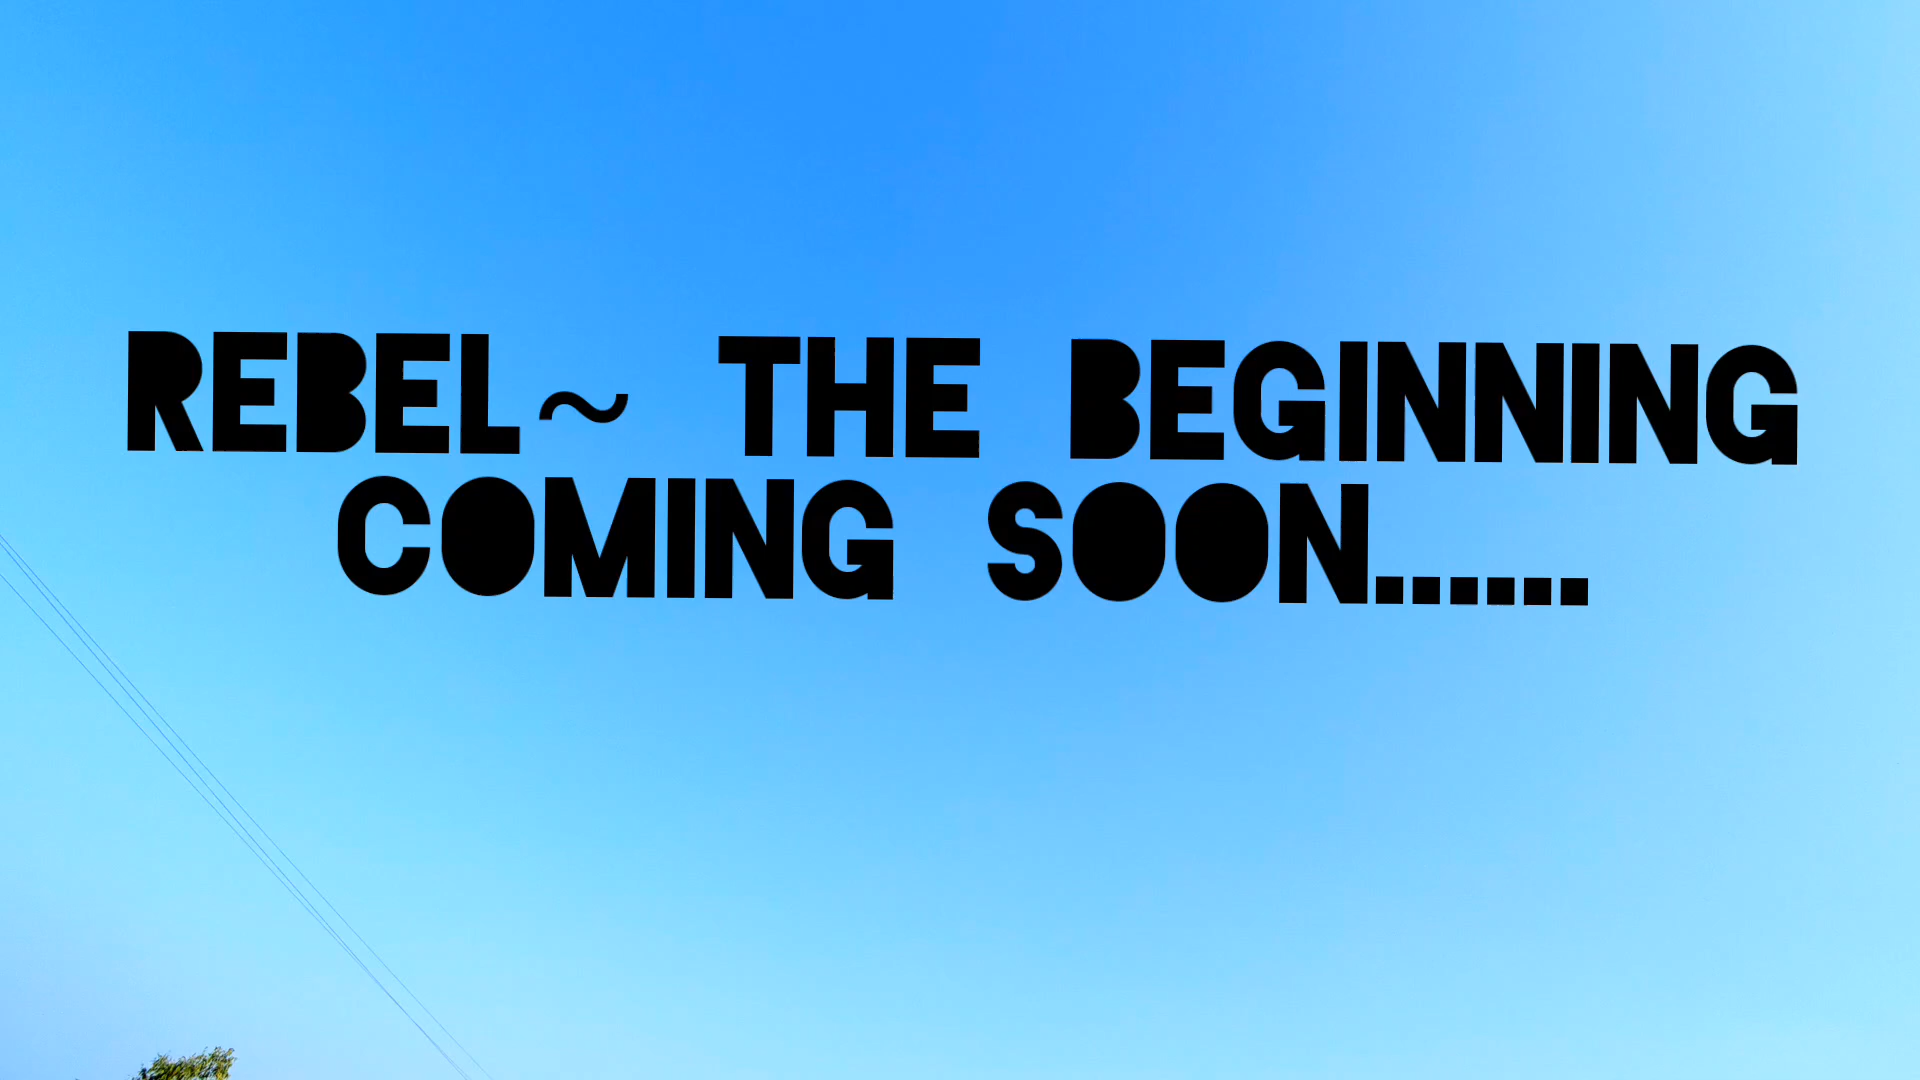 REBEL~ THE BEGINNING
COMING SOON......